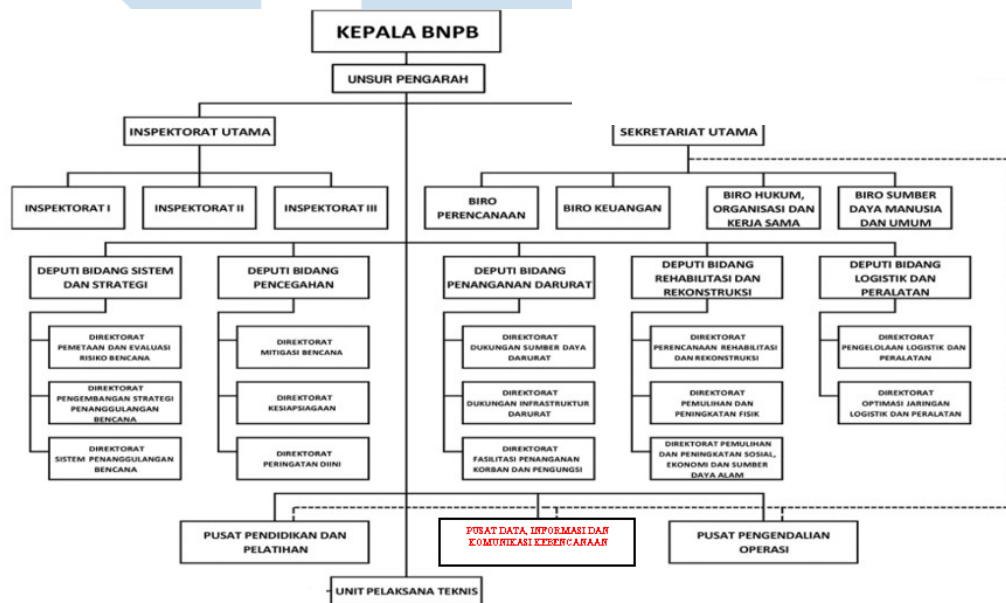 KEPALA BNPB
UNSUR PENGARAH
INSPEKTORAT UTAMA
SEKRETARIAT UTAMA
INSPEKTORAT I
INSPEKTORAT II
INSPEKTORAT III
BIRO
PERENCANAAN
BIRO KEUANGAN
BIRO HUKUM,
ORGANISASI DAN
KERJA SAMA
BIRO SUMBER
DAYA MANUSIA
DAN UMUM
DEPUTI BIDANG SISTEM
DAN STRATEGI
DEPUTI BIDANG
PENCEGAHAN
DEPUTI BIDANG
PENANGANAN DARURAT
DEPUTI BIDANG
REHABILITASI DAN
REKONSTRUKSI
DEPUTI BIDANG
LOGISTIK DAN
PERALATAN
DIREKTORAT
PEMETAAN DAN EVALUASI
RISIKO BENCANA
DIREKTORAT
MITIGASI BENCANA
DIREKTORAT
DUKUNGAN SUMBER DAYA
DARURAT
DIREKTORAT
PERENCANAAN REHABILITASI
DAN REKONSTRUKSI
DIREKTORAT
PENGELOLAAN LOGISTIK DAN
PERALATAN
DIREKTORAT
PENGEMBANGAN STRATEGI
PENANGGULANGAN
BENCANA
DIREKTORAT
KESIAPSIAGAAN
DIREKTORAT
DUKUNGAN INFRASTRUKTUR
DARURAT
DIREKTORAT
PEMULIHAN DAN
PENINGKATAN FISIK
DIREKTORAT
OPTIMASI JARINGAN
LOGISTIK DAN PERALATAN
DIREKTORAT
SISTEM PENANGGULANGAN
BENCANA
DIREKTORAT
PERINGATAN DIINI
DIREKTORAT
FASILITASI PENANGANAN
KORBAN DAN PENGUNGSI
DIREKTORAT PEMULIHAN
DAN PENINGKATAN SOSIAL,
EKONOMI DAN SUMBER
DAYA ALAM
PUSAT PENDIDIKAN DAN
PELATIHAN
PUSAT DATA, INFORMASI DAN
KOMUNIKASI KEBENCANAAN
PUSAT PENGENDALIAN
OPERASI
UNIT PELAKSANA TEKNIS